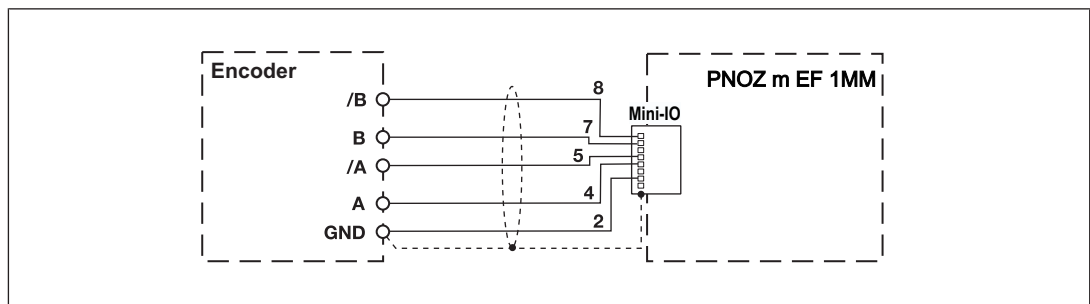 Encoder
PNOZ m EF 1MM
Mini-IO
/B
8
B
7
/A
5
A
4
GND
2